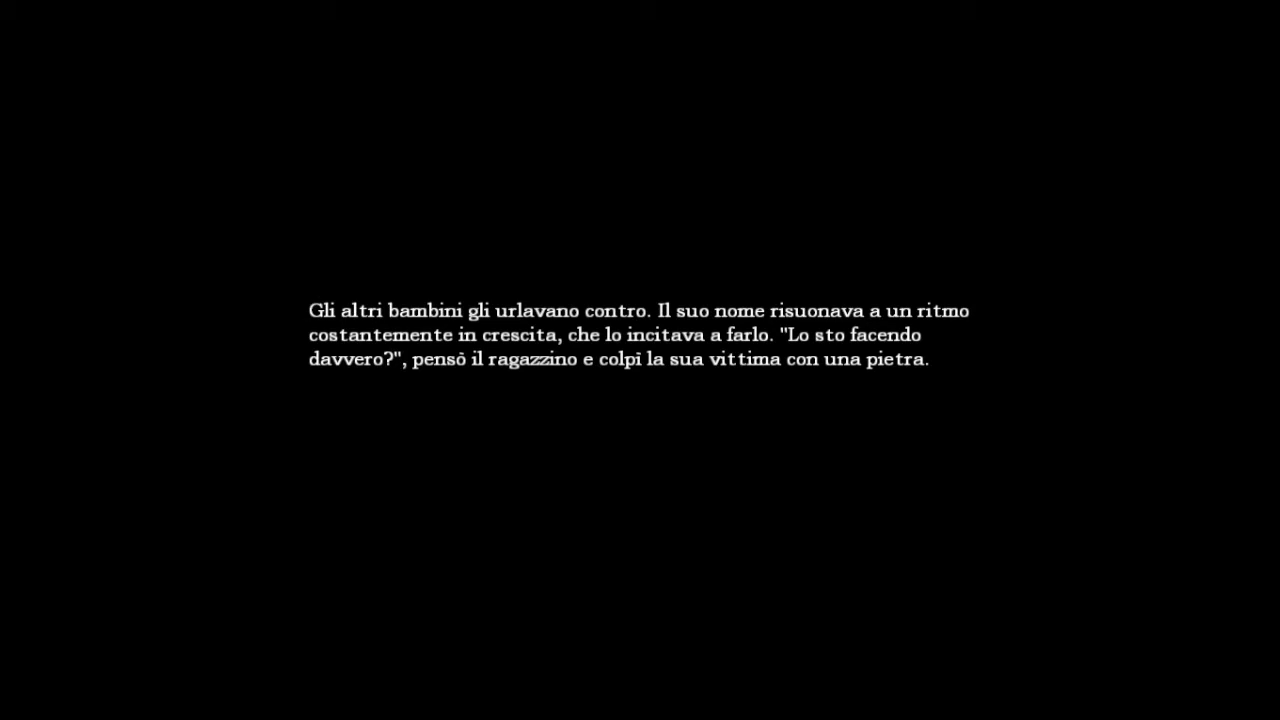 Gli altri bambini gli urlavano contro. Il suo nome risuonava a un ritmo
costantemente in crescita, che lo incitava a farlo. "Lo sto facendo
davvero?", pensò il ragazzino e colpì la sua vittima con una pietra.